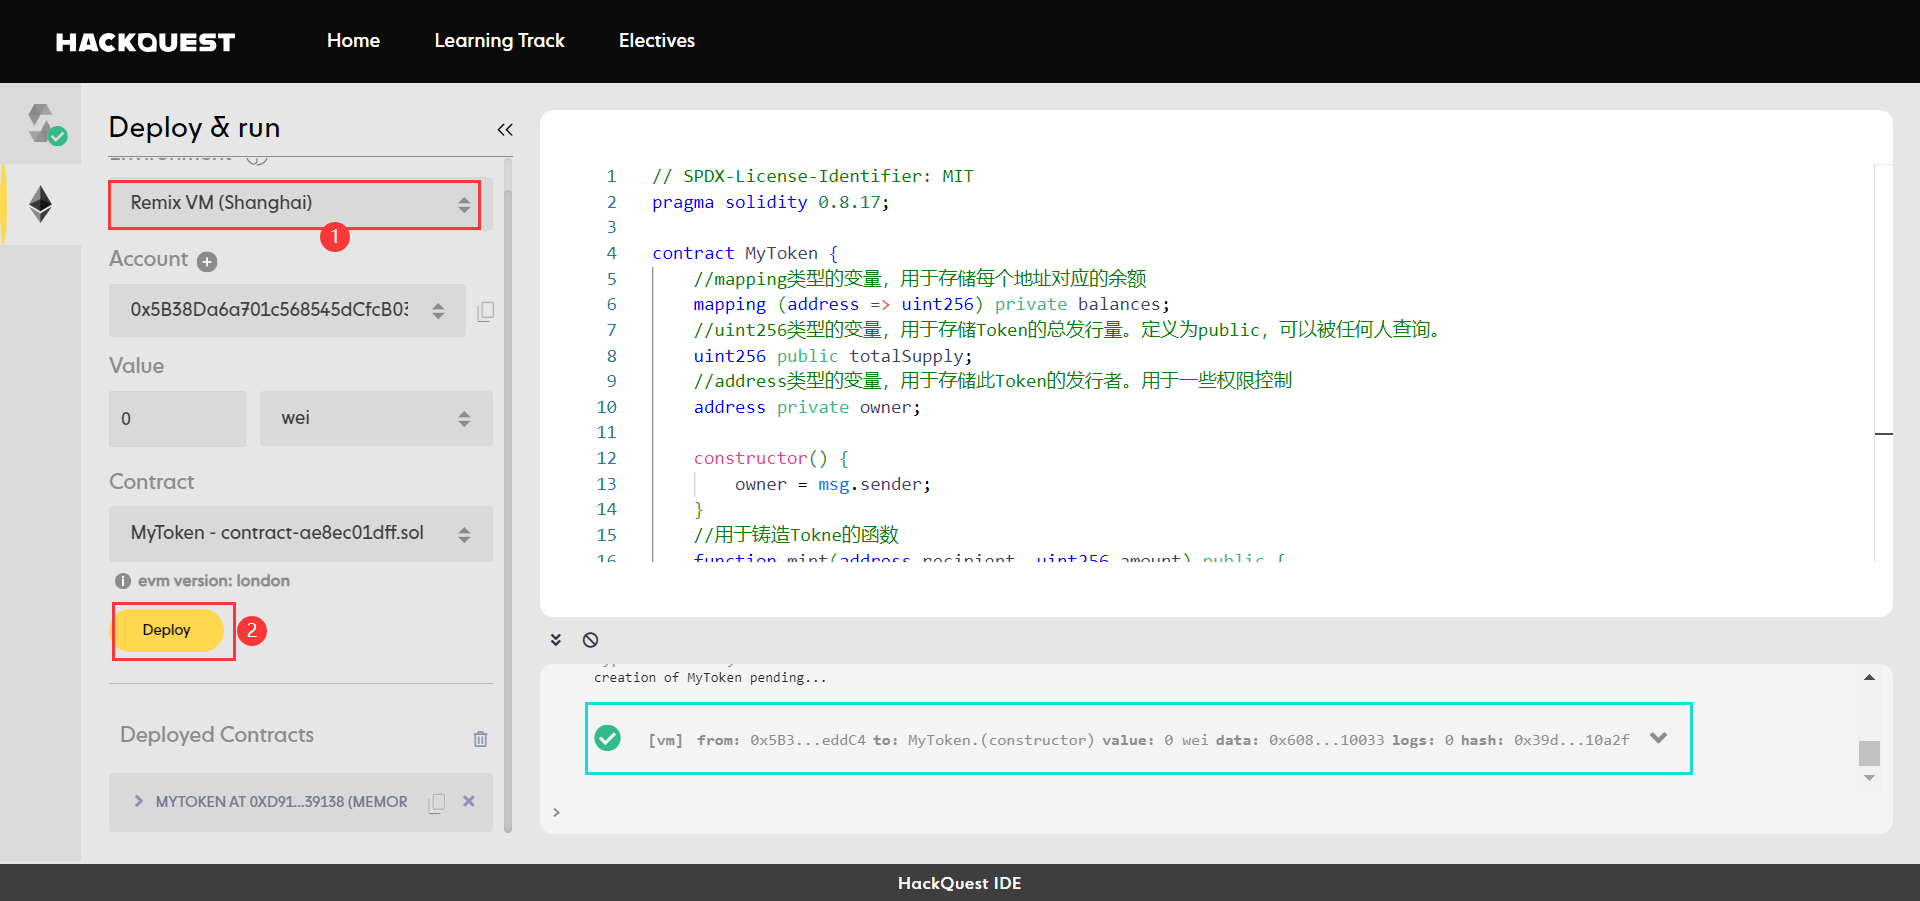 HACKQUEST Home Learning Track Electives
Deploy & run
Environment
Remix VM (Shanghai)
1
Account
0x5B38Da6a701c568545dCfcB03
Value
0 wei
Contract
MyToken - contract-ae8ec01dff.sol
evm version: london
Deploy 2
Deployed Contracts
MYTOKEN AT 0XD91...39138 (MEMOR
1 // SPDX-License-Identifier: MIT
2 pragma solidity 0.8.17;
3
4 contract MyToken {
5 //mapping类型的变量，用于存储每个地址对应的余额
6 mapping (address => uint256) private balances;
7 //uint256类型的变量，用于存储Token的总发行量。定义为public，可以被任何人查询。
8 uint256 public totalSupply;
9 //address类型的变量，用于存储此Token的发行者。用于一些权限控制
10 address private owner;
11
12 constructor() {
13 owner = msg.sender;
14 }
15 //用于铸造Tokne的函数
16 function mint(address recipient, uint256 amount) public {
creation of MyToken pending...
[vm] from: 0x5B3...eddC4 to: MyToken.(constructor) value: 0 wei data: 0x608...10033 logs: 0 hash: 0x39d...10a2f
>
HackQuest IDE